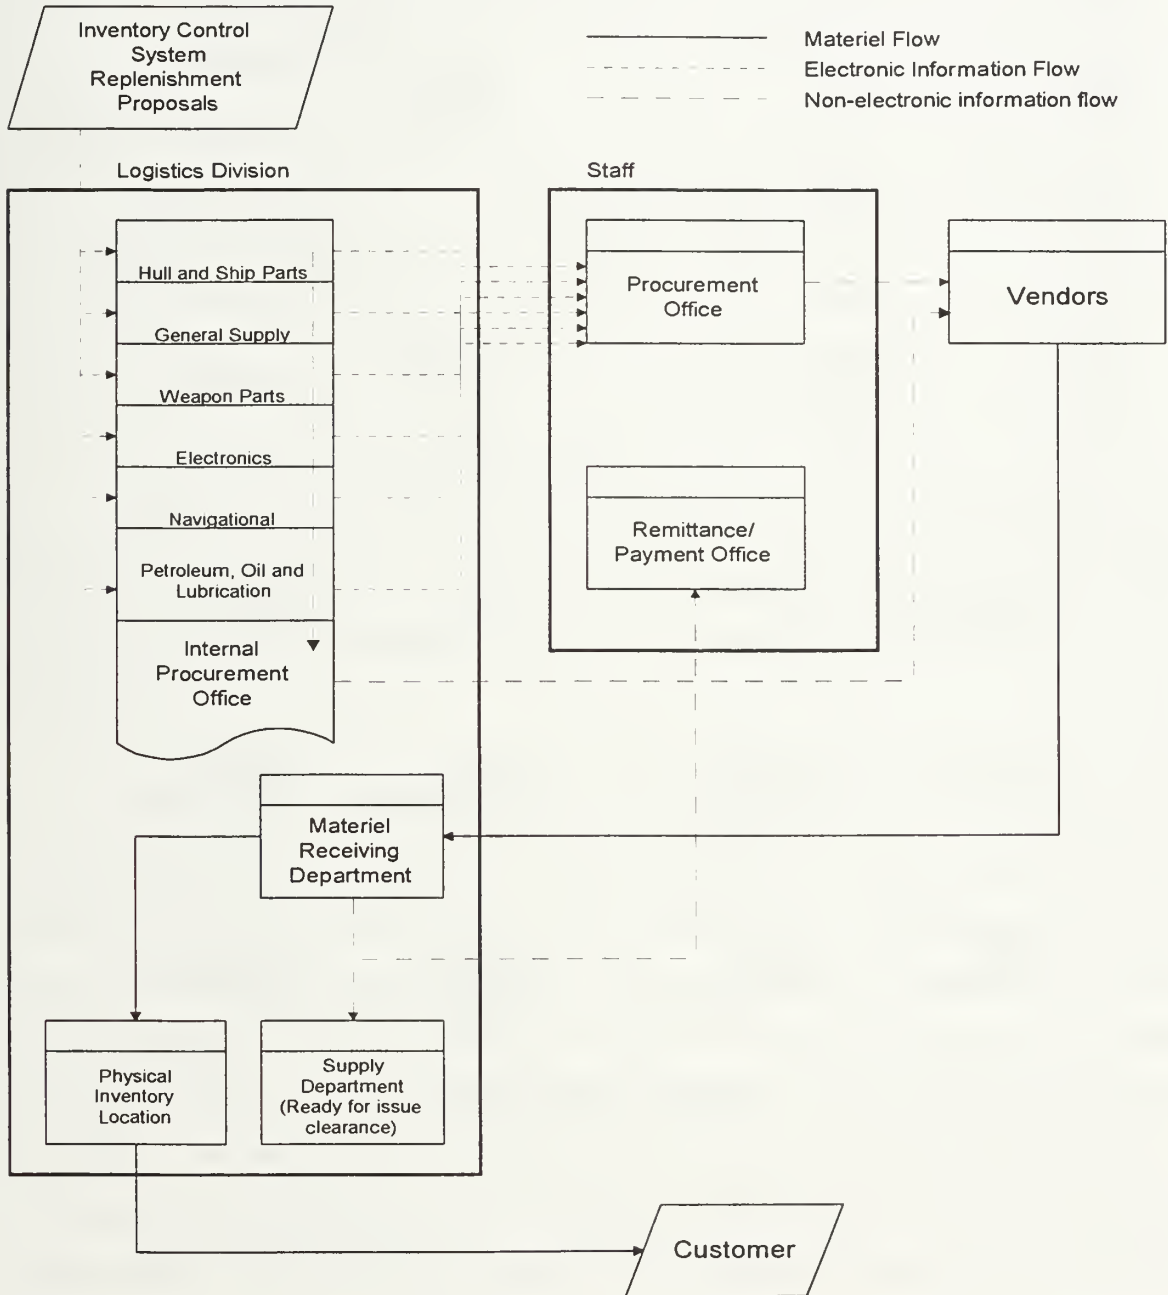 Inventory Control
System
Replenishment
Proposals
Materiel Flow
Electronic Information Flow
Non-electronic information flow
Logistics Division
Staff
Hull and Ship Parts
General Supply
Weapon Parts
Electronics
Navigational
Petroleum, Oil and
Lubrication
Internal
Procurement
Office
Procurement
Office
Vendors
Remittance/
Payment Office
Materiel
Receiving
Department
Physical
Inventory
Location
Supply
Department
(Ready for issue
clearance)
Customer